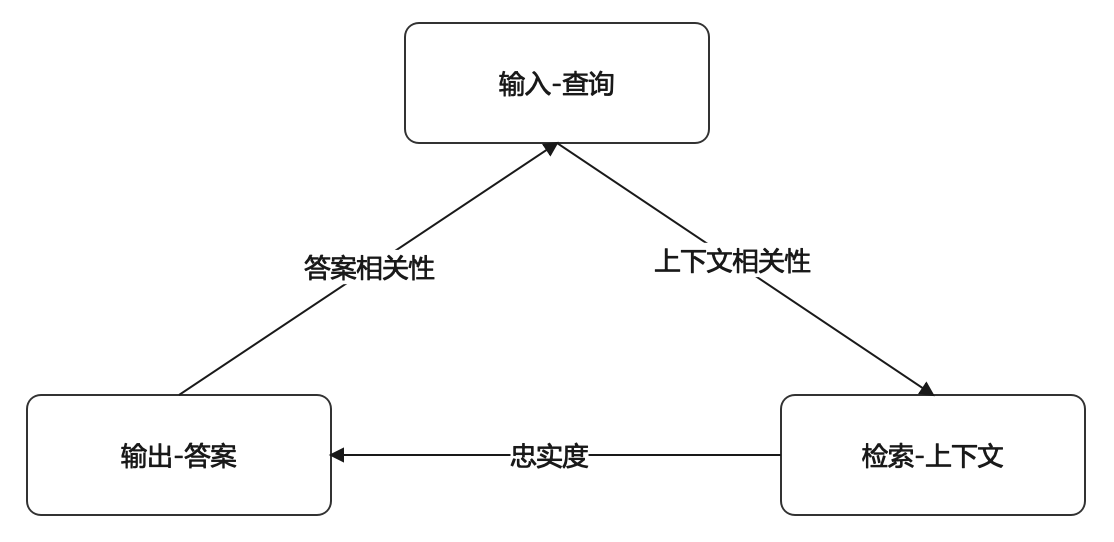 输入-查询
答案相关性
上下文相关性
输出-答案
忠实度
检索-上下文